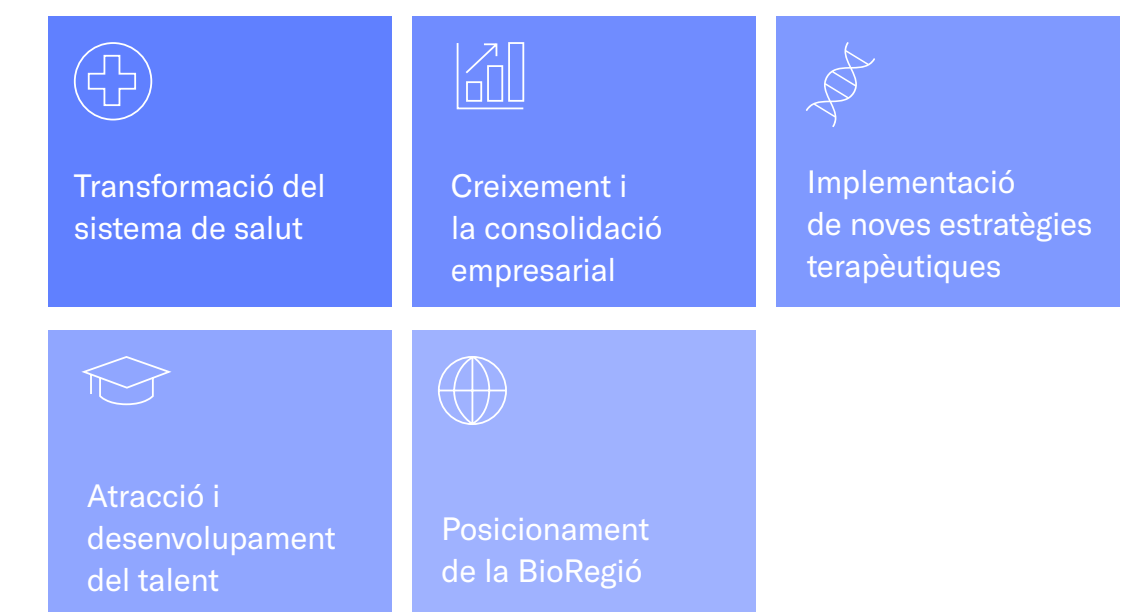 Transformació del
sistema de salut
Creixement i
la consolidació
empresarial
Implementació
de noves estratègies
terapèutiques
Atracció i
desenvolupament
del talent
Posicionament
de la BioRegió